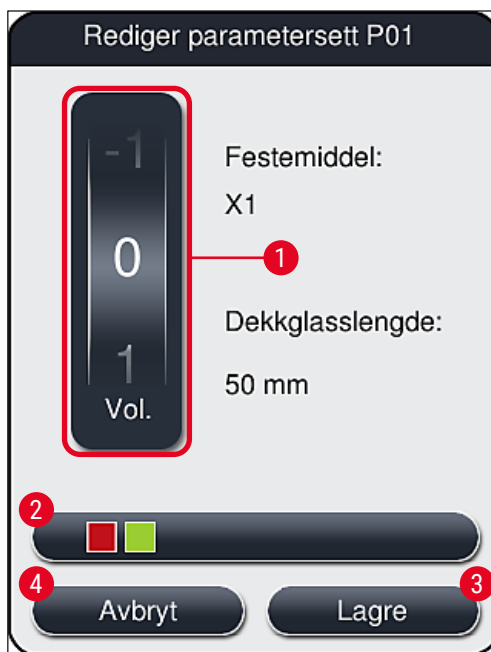 Rediger parametersett P01
-1
0
1
Vol.
1
Festemiddel:
X1
Dekkglasslengde:
50 mm
2
4
3
Avbryt
Lagre